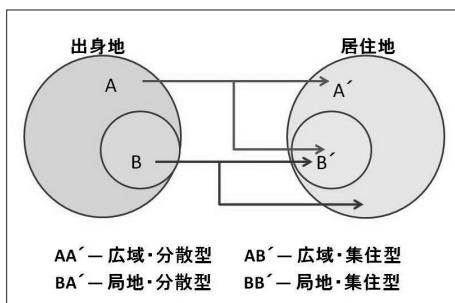 出身地 居住地
A A´
B B´
AA´ー広域・分散型 AB´ー広域・集住型
BA´ー局地・分散型 BB´ー局地・集住型